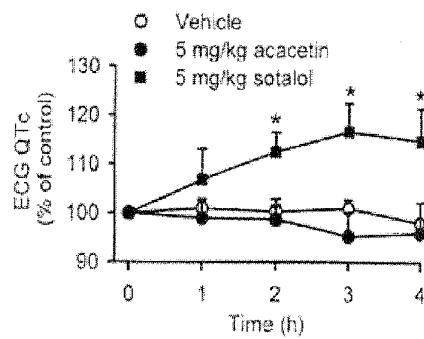 Vehicle
5 mg/kg acacetin
5 mg/kg sotalol
ECG QTc
(% of control)
130
120
110
100
90
* * *
0 1 2 3 4
Time (h)